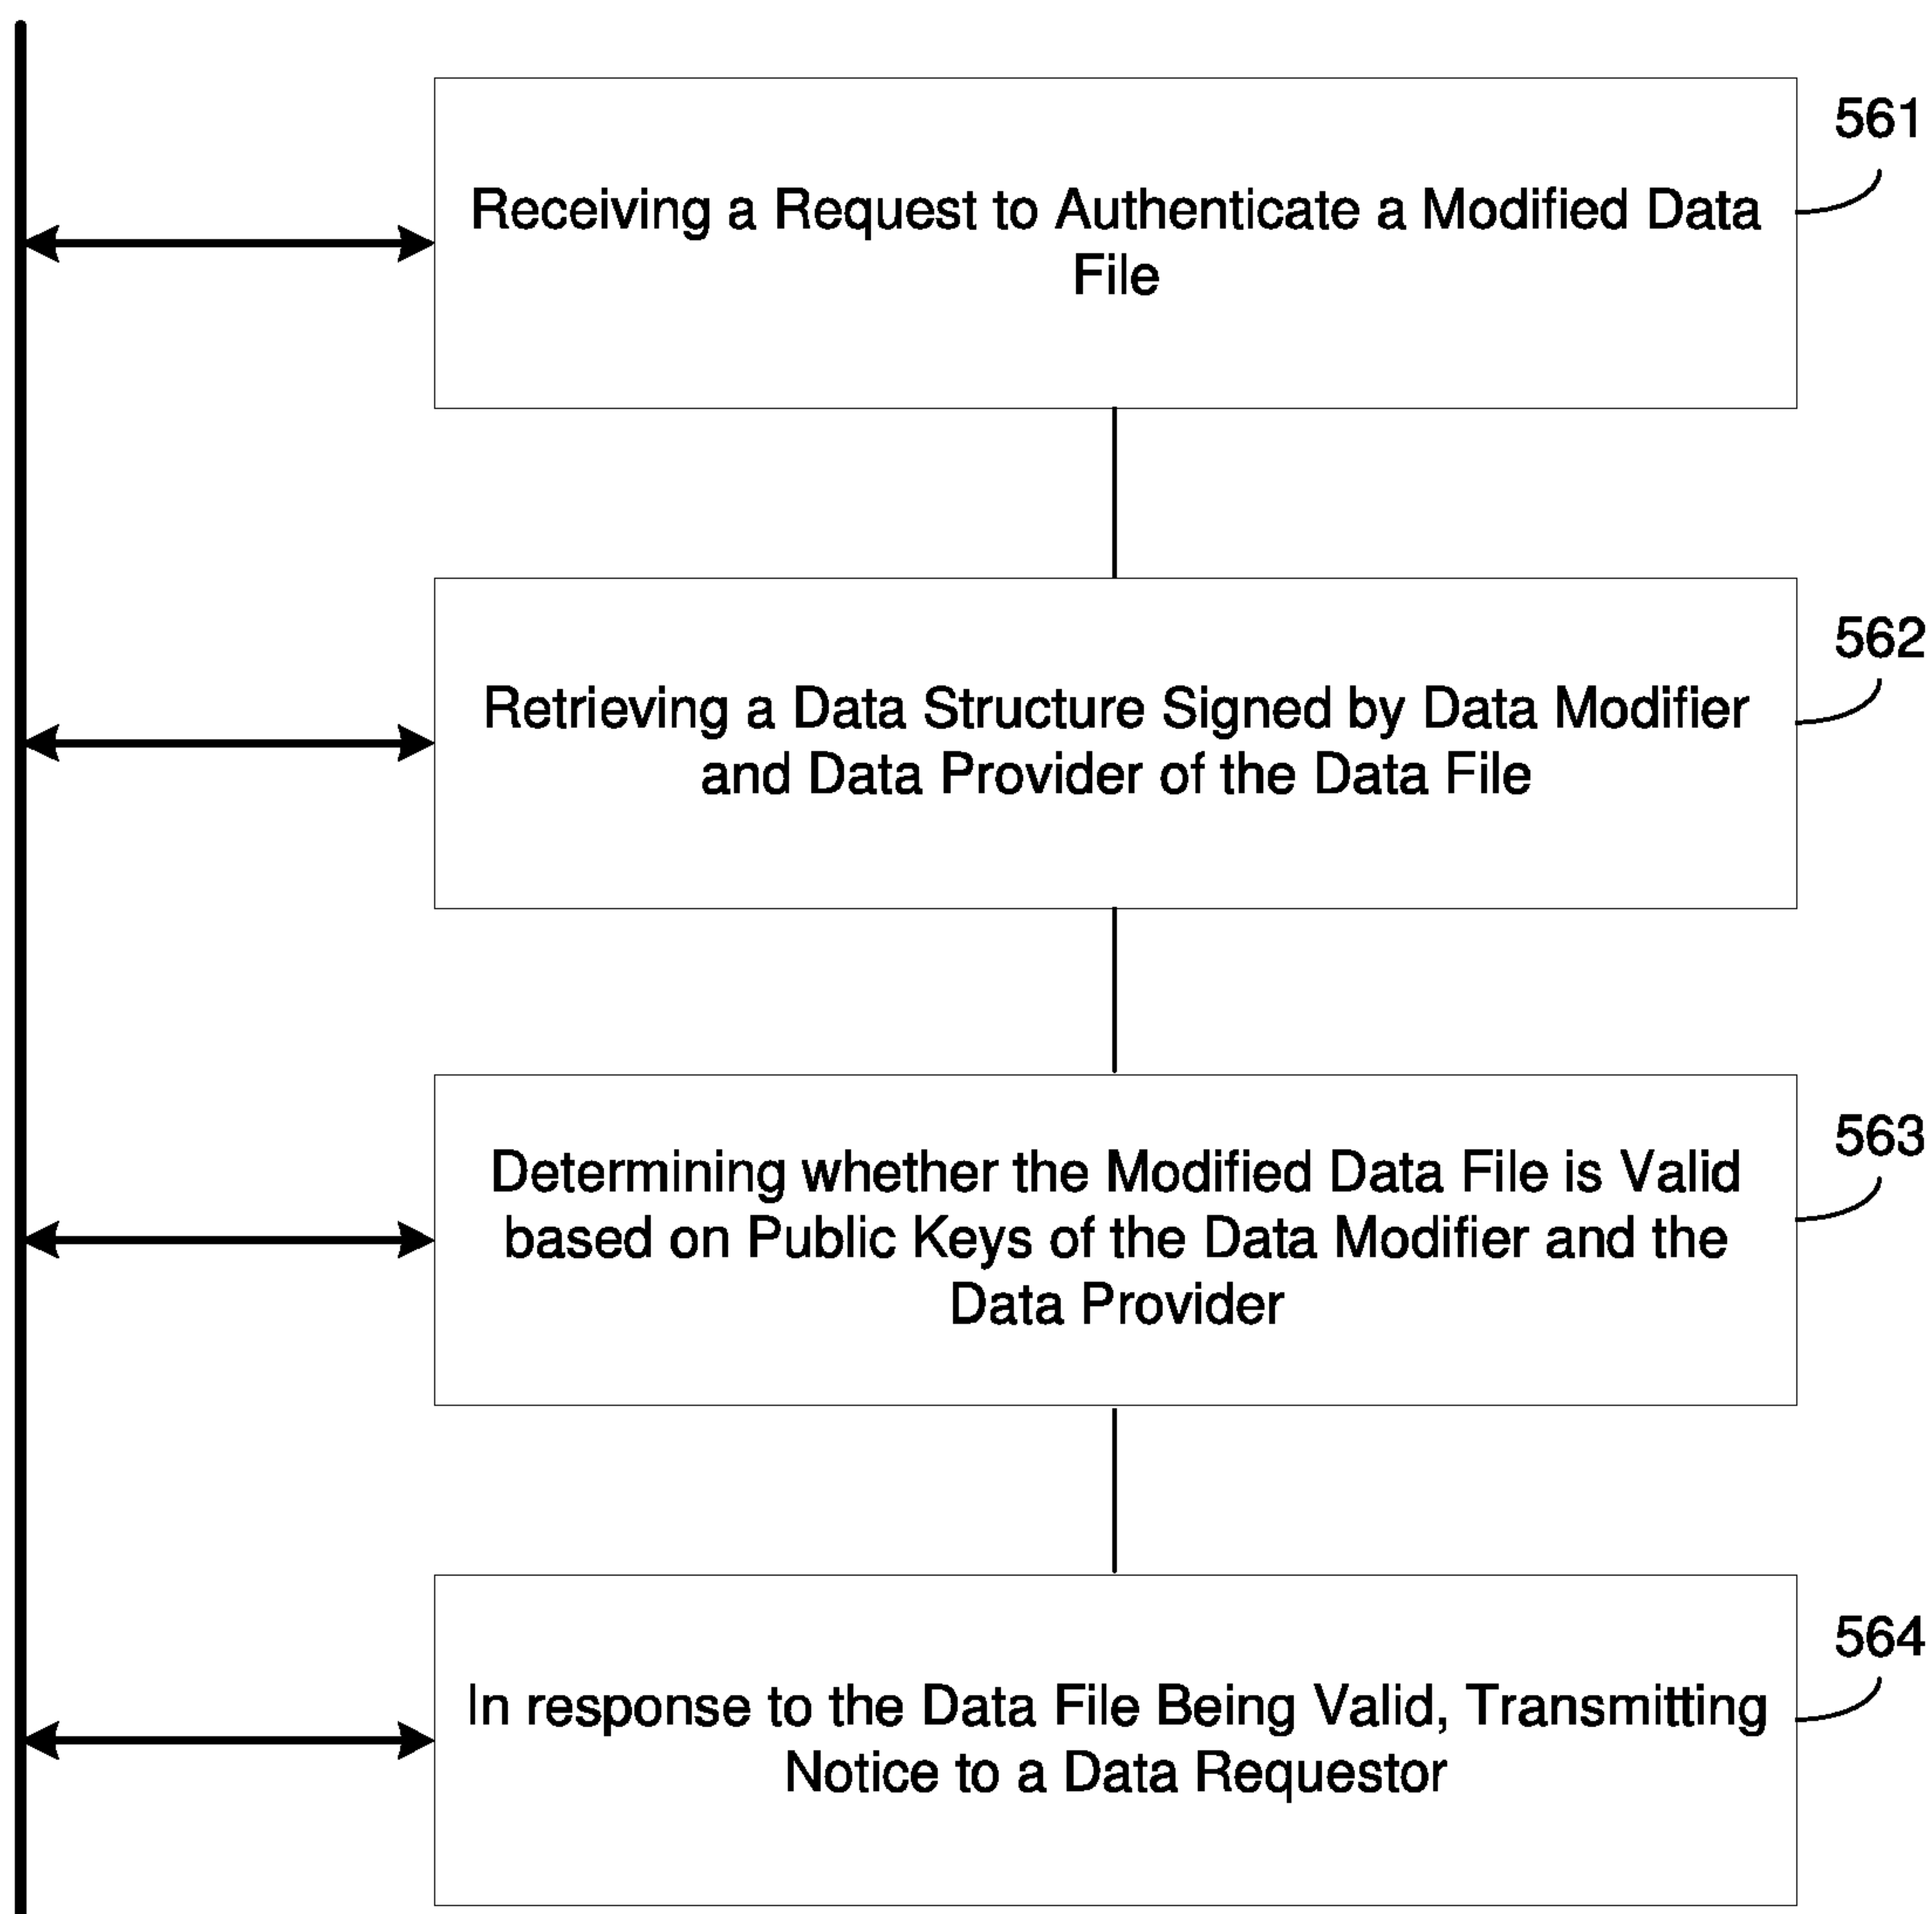 561
Receiving a Request to Authenticate a Modified Data
File
562
Retrieving a Data Structure Signed by Data Modifier
and Data Provider of the Data File
563
Determining whether the Modified Data File is Valid
based on Public Keys of the Data Modifier and the
Data Provider
564
In response to the Data File Being Valid, Transmitting
Notice to a Data Requestor